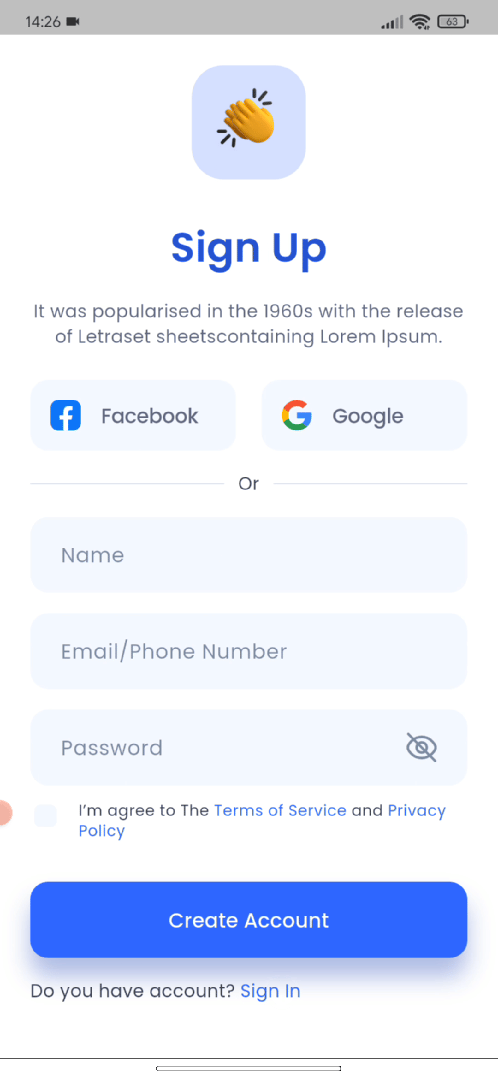 14:26
63
Sign Up
It was popularised in the 1960s with the release
of Letraset sheetscontaining Lorem Ipsum.
Facebook
Google
Or
Name
Email/Phone Number
Password
I'm agree to The Terms of Service and Privacy
Policy
Create Account
Do you have account? Sign In